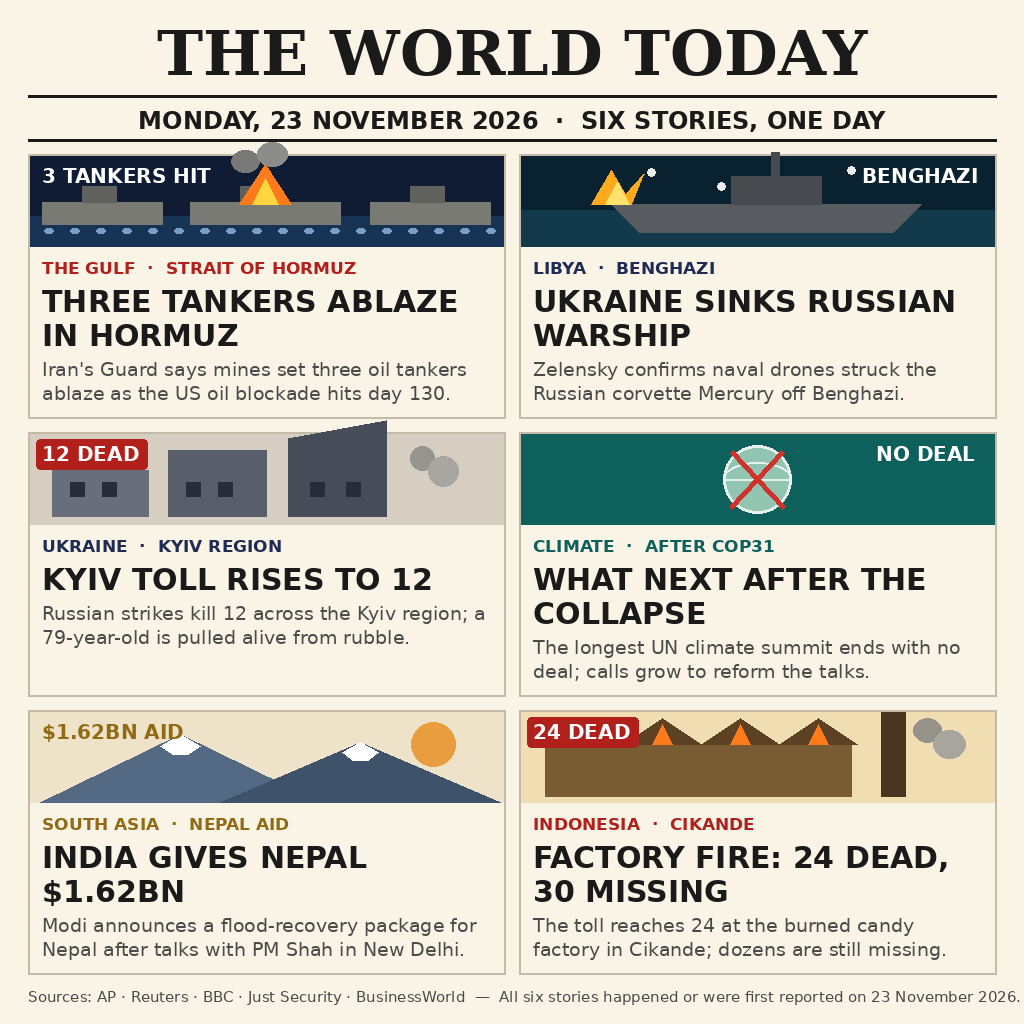 THE WORLD TODAY
MONDAY, 23 NOVEMBER 2026 · SIX STORIES, ONE DAY
3 TANKERS HIT
THE GULF · STRAIT OF HORMUZ
THREE TANKERS ABLAZE
IN HORMUZ
Iran's Guard says mines set three oil tankers
ablaze as the US oil blockade hits day 130.
BENGHAZI
LIBYA · BENGHAZI
UKRAINE SINKS RUSSIAN
WARSHIP
Zelensky confirms naval drones struck the
Russian corvette Mercury off Benghazi.
12 DEAD
UKRAINE · KYIV REGION
KYIV TOLL RISES TO 12
Russian strikes kill 12 across the Kyiv region; a
79-year-old is pulled alive from rubble.
NO DEAL
CLIMATE · AFTER COP31
WHAT NEXT AFTER THE
COLLAPSE
The longest UN climate summit ends with no
deal; calls grow to reform the talks.
$1.62BN AID
SOUTH ASIA · NEPAL AID
INDIA GIVES NEPAL
$1.62BN
Modi announces a flood-recovery package for
Nepal after talks with PM Shah in New Delhi.
24 DEAD
INDONESIA · CIKANDE
FACTORY FIRE: 24 DEAD,
30 MISSING
The toll reaches 24 at the burned candy
factory in Cikande; dozens are still missing.
Sources: AP · Reuters · BBC · Just Security · BusinessWorld — All six stories happened or were first reported on 23 November 2026.